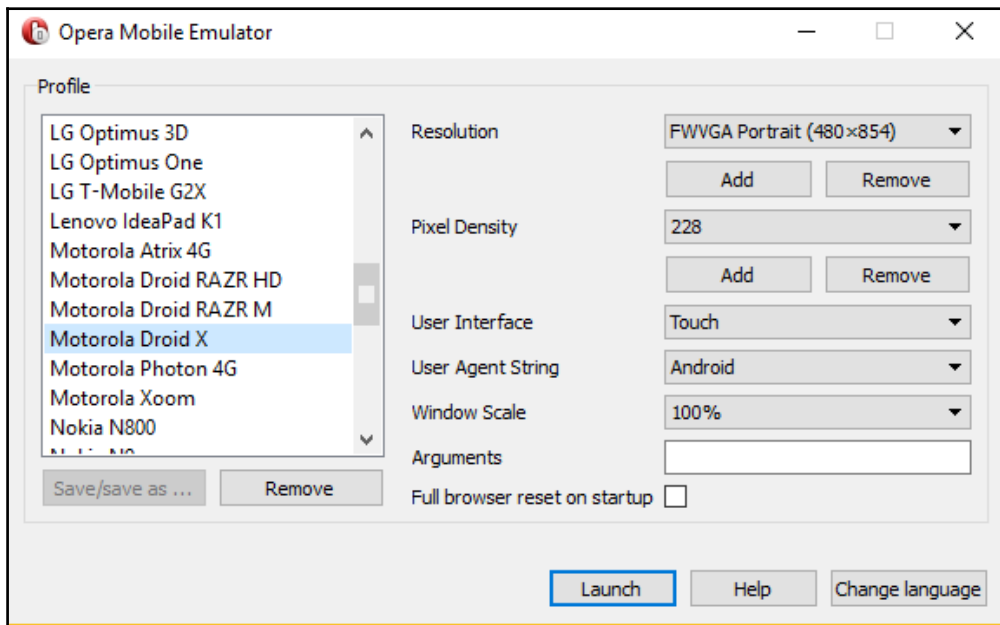 Opera Mobile Emulator
Profile
LG Optimus 3D
LG Optimus One
LG T-Mobile G2X
Lenovo IdeaPad K1
Motorola Atrix 4G
Motorola Droid RAZR HD
Motorola Droid RAZR M
Motorola Droid X
Motorola Photon 4G
Motorola Xoom
Nokia N800
Save/save as ...
Remove
Resolution
FWVGA Portrait (480×854)
Add
Remove
Pixel Density
228
Add
Remove
User Interface
Touch
User Agent String
Android
Window Scale
100%
Arguments
Full browser reset on startup
Launch
Help
Change language